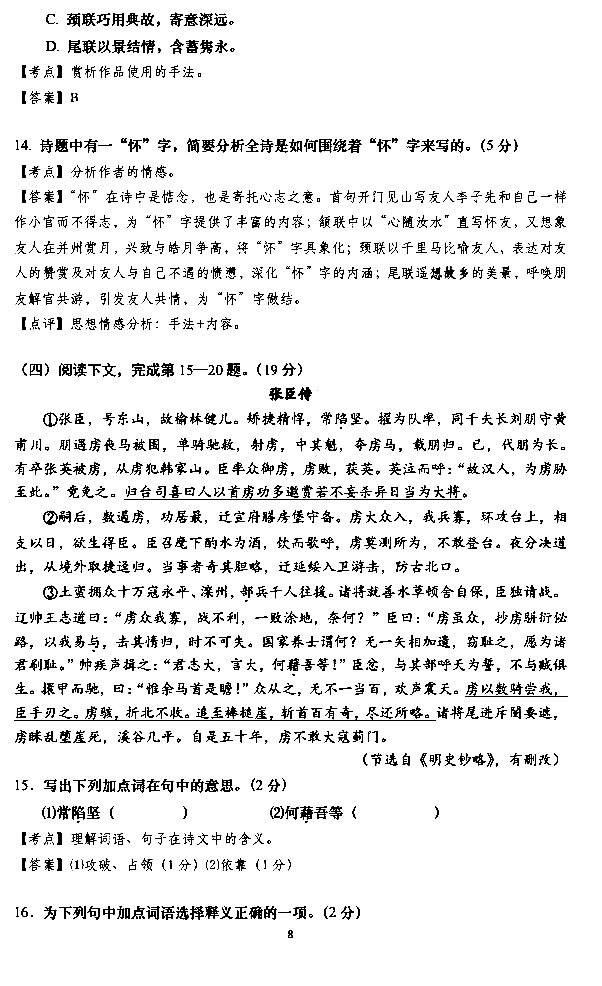 C. 颈联巧用典故，寄意深远。
D. 尾联以景结情，含蓄隽永。
【考点】赏析作品使用的手法。
【答案】B
14. 诗题中有一“怀”字，简要分析全诗是如何围绕着“怀”字来写的。（5 分）
【考点】分析作者的情感。
【答案】“怀”在诗中是惦念，也是寄托心志之意。首句开门见山写友人李子先和自己一样
作小官而不得志，为“怀”字提供了丰富的内容；颔联中以“心随汝水”直写怀友，又想象
友人在并州赏月，兴致与皓月争高，将“怀”字具象化；颈联以千里马比喻友人，表达对友
人的赞赏及对友人与自己不遇的愤懑，深化“怀”字的内涵；尾联遥想故乡的美景，呼唤朋
友解官共游，引发友人共情，为“怀”字做结。
【点评】思想情感分析：手法+内容。
（四）阅读下文，完成第 15—20 题。（19 分）
张臣传
①张臣，号东山，故榆林健儿。矫捷精悍，常陷坚。擢为队率，同千夫长刘朋守黄
甫川。朋遇虏丧马被围，单骑驰救，射虏，中其魁，夺虏马，载朋归。已，代朋为长。
有卒张英被虏，从虏犯韩家山。臣率众御虏，虏败，获英。英泣而呼：“故汉人，为虏胁
至此。”竟免之。归台司喜曰人以首虏功多邀赏若不妄杀异日当为大将。
②嗣后，数遏虏，功居最，迁宣府膳房堡守备。虏大众入，我兵寡，环攻台上，相
支以日，欲生得臣。臣召麾下酌水为酒，饮而歌呼，虏莫测所为，不敢登台。夜分决道
出，从境外取捷径归。当事者奇其胆略，迁延绥入卫游击，防古北口。
③土蛮拥众十万寇永平、滦州，部兵千人往援。诸将就善水草顿舍自保，臣独请战。
辽帅王志道曰：“虏众我寡，战不利，一败涂地，奈何？”臣曰：“虏虽众，抄虏骈衍饱
路，以我易与，去其情归，时不可失。国家养士谓何？无一矢相加遗，窃耻之，愿为诸
君刷耻。”帅疾声揖之：“君志大，言大，何藉吾等！”臣忿，与其部呼天为誓，不与贼俱
生。擐甲而驰，曰：“惟余马首是瞻！”众从之，无不一当百，欢声震天。虏以数骑尝我，
臣手刃之。虏骇，折北不收。追至棒槌崖，斩首百有奇，尽还所略。诸将尾进斥闉要遮，
虏眯乱堕崖死，溪谷几平。自是五十年，虏不敢大寇蓟门。
（节选自《明史钞略》，有删改）
15．写出下列加点词在句中的意思。（2 分）
⑴常陷坚（ ） ⑵何藉吾等（ ）
【考点】理解词语、句子在诗文中的含义。
【答案】⑴攻破、占领（1 分）⑵依靠（1 分）
16．为下列句中加点词语选择释义正确的一项。（2 分）
8